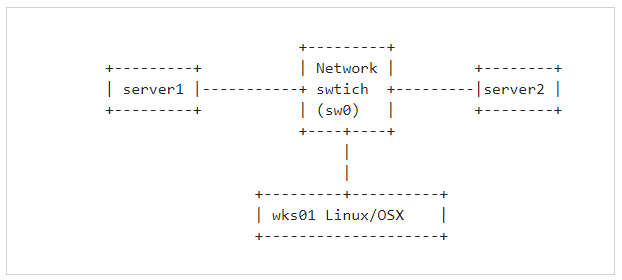 Network
server1 swtich server2
(sw0)
wks01 Linux/OSX